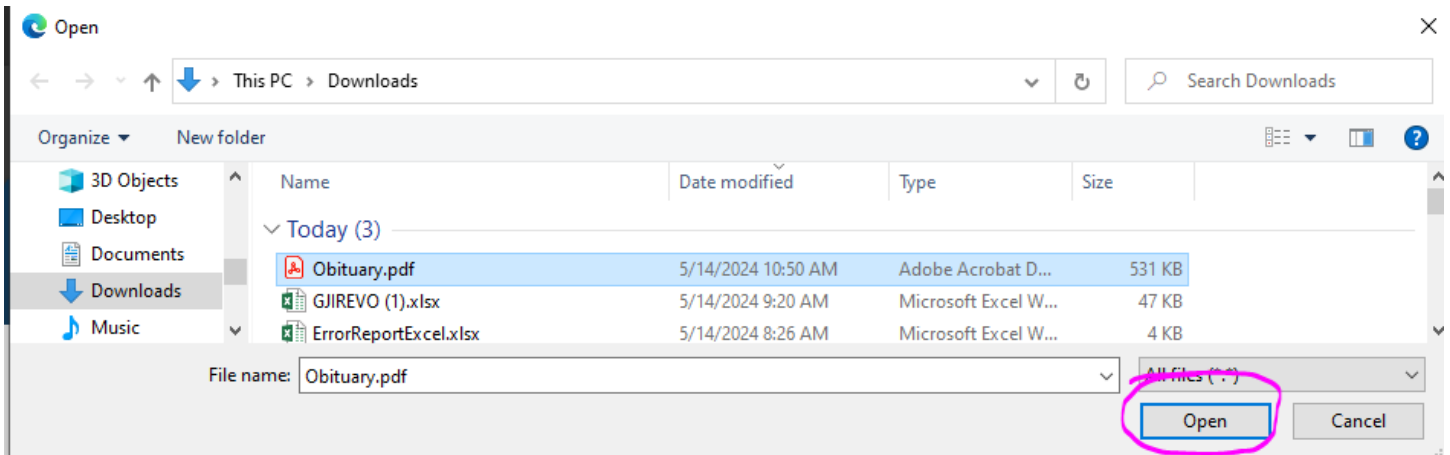 Open
This PC > Downloads
Search Downloads
Organize
New folder
3D Objects
Desktop
Documents
Downloads
Music
Name Date modified Type Size
Today (3)
Obituary.pdf 5/14/2024 10:50 AM Adobe Acrobat D... 531 KB
GJIREVO (1).xlsx 5/14/2024 9:20 AM Microsoft Excel W... 47 KB
ErrorReportExcel.xlsx 5/14/2024 8:26 AM Microsoft Excel W... 4 KB
File name: Obituary.pdf
All files (*.*)
Open Cancel